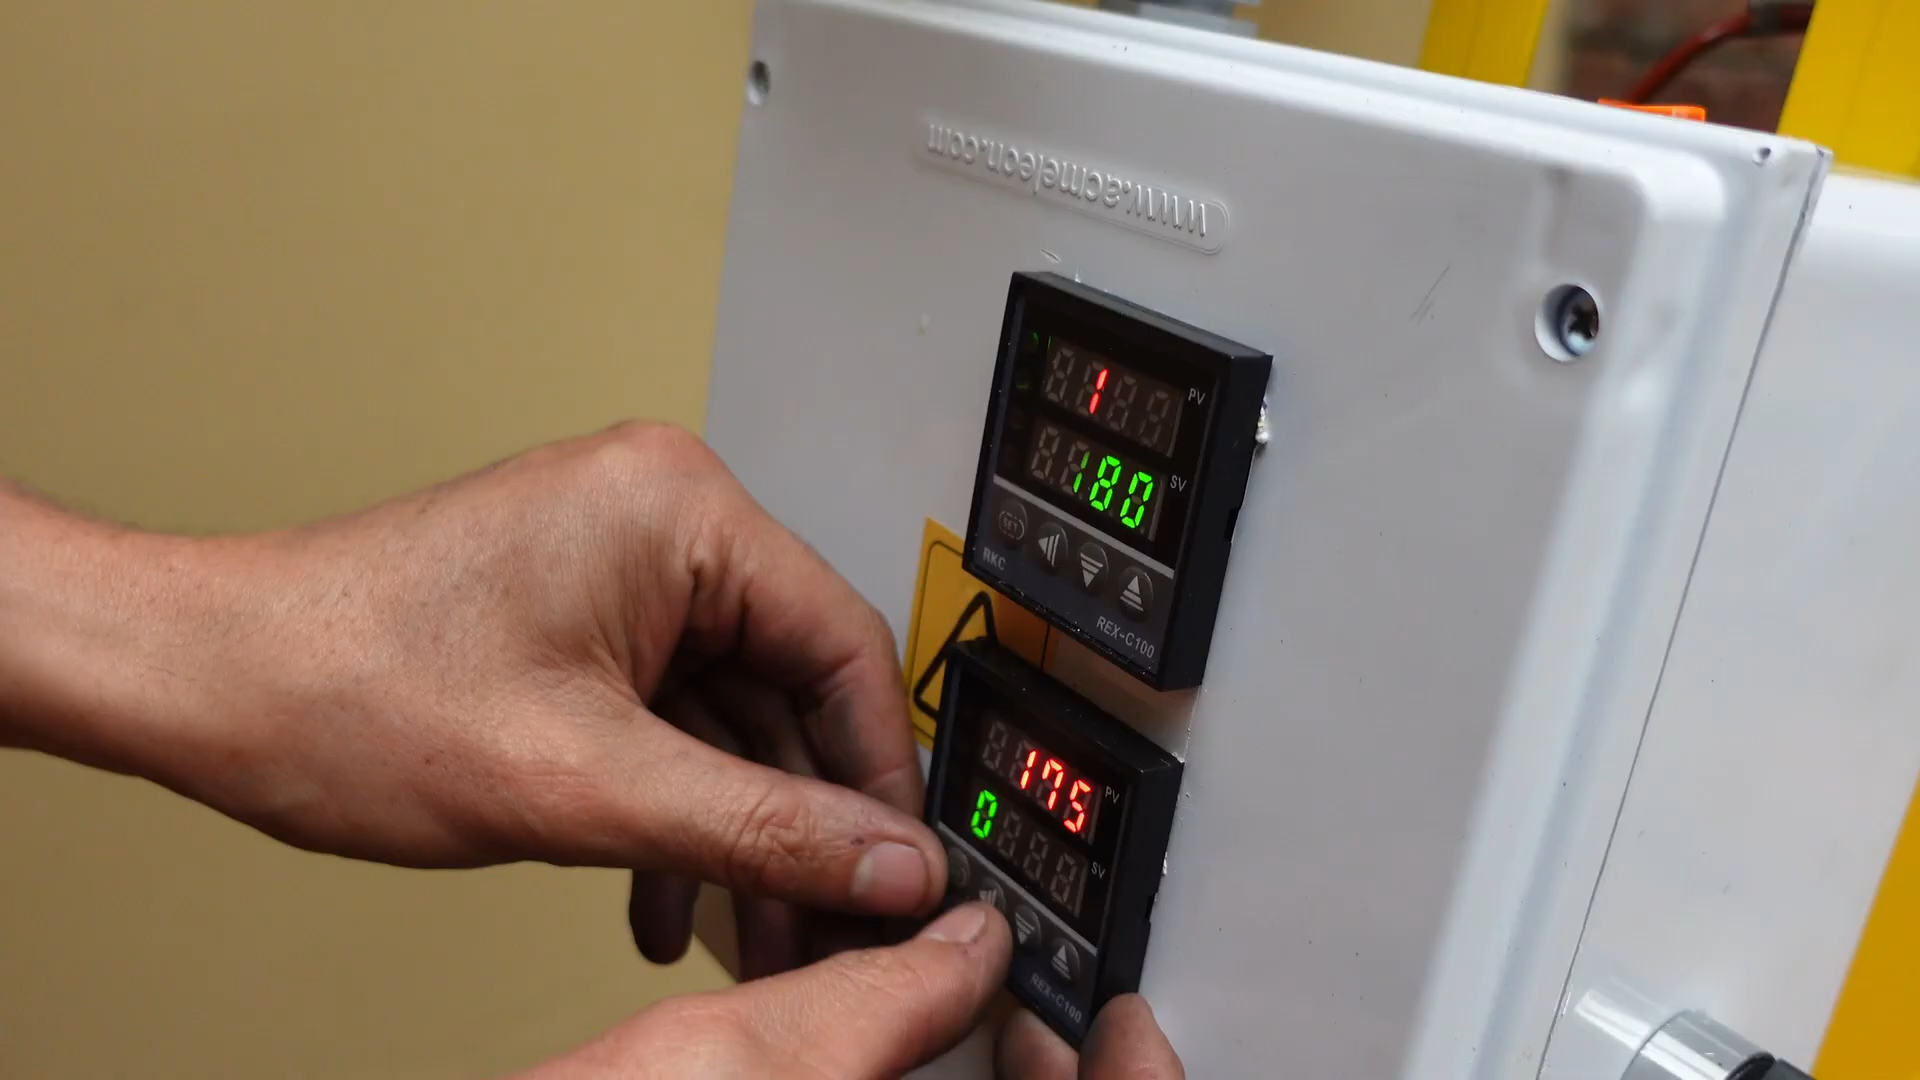 www.acmeleon.com
1
PV
180
SV
SET
RKC
REX-C100
175
PV
0
SV
REX-C100